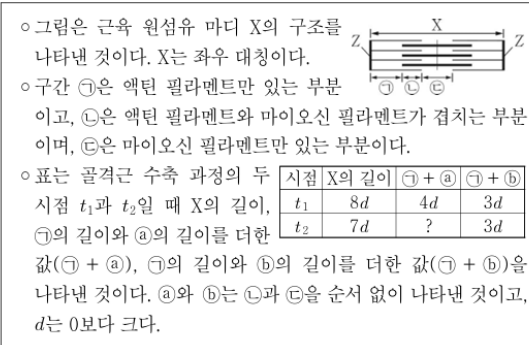 ○그림은 근육 원섬유 마디 X의 구조를
나타낸 것이다. X는 좌우 대칭이다.
X
Z Z
㉠ ㉡ ㉢
○구간 ㉠은 액틴 필라멘트만 있는 부분
이고, ㉡은 액틴 필라멘트와 마이오신 필라멘트가 겹치는 부분
이며, ㉢은 마이오신 필라멘트만 있는 부분이다.
○표는 골격근 수축 과정의 두
시점 t₁과 t₂일 때 X의 길이,
㉠의 길이와 ⓐ의 길이를 더한
시점 X의 길이 ㉠+ⓐ ㉠+ⓑ
t₁ 8d 4d 3d
t₂ 7d ? 3d
값(㉠+ⓐ), ㉠의 길이와 ⓑ의 길이를 더한 값(㉠+ⓑ)을
나타낸 것이다. ⓐ와 ⓑ는 ㉡과 ㉢을 순서 없이 나타낸 것이고,
d는 0보다 크다.